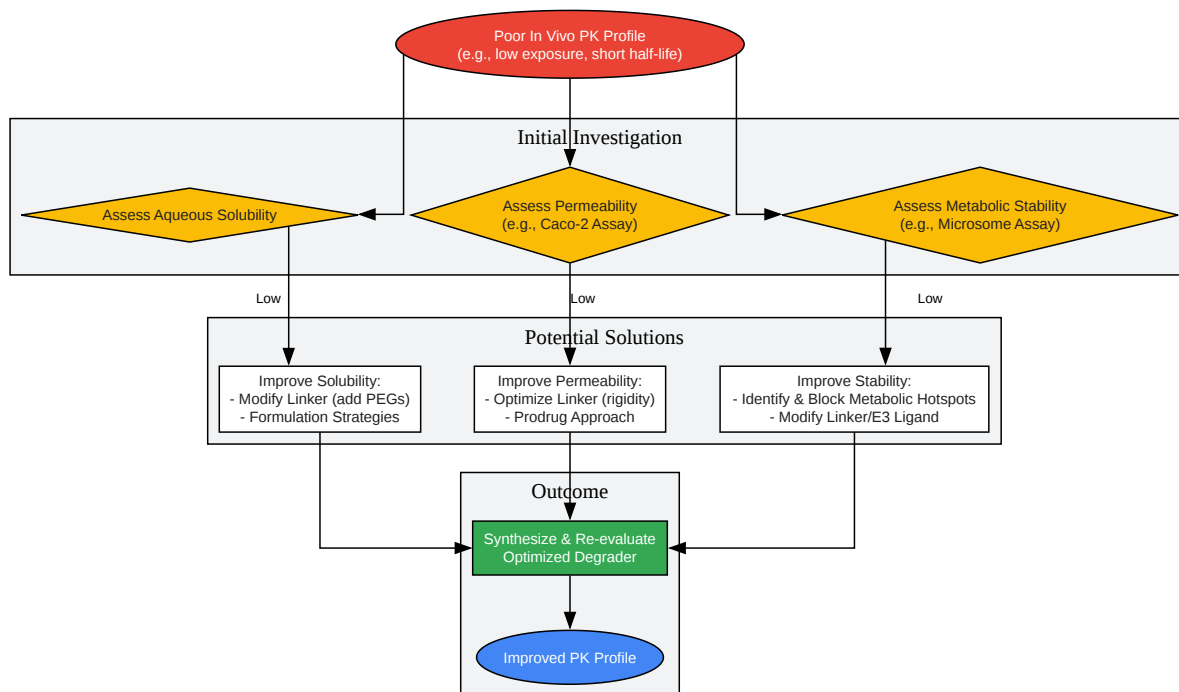 Poor In Vivo PK Profile
(e.g., low exposure, short half-life)
Initial Investigation
Assess Aqueous Solubility
Assess Permeability
(e.g., Caco-2 Assay)
Assess Metabolic Stability
(e.g., Microsome Assay)
Low
Low
Low
Potential Solutions
Improve Solubility:
- Modify Linker (add PEGs)
- Formulation Strategies
Improve Permeability:
- Optimize Linker (rigidity)
- Prodrug Approach
Improve Stability:
- Identify & Block Metabolic Hotspots
- Modify Linker/E3 Ligand
Outcome
Synthesize & Re-evaluate
Optimized Degrader
Improved PK Profile